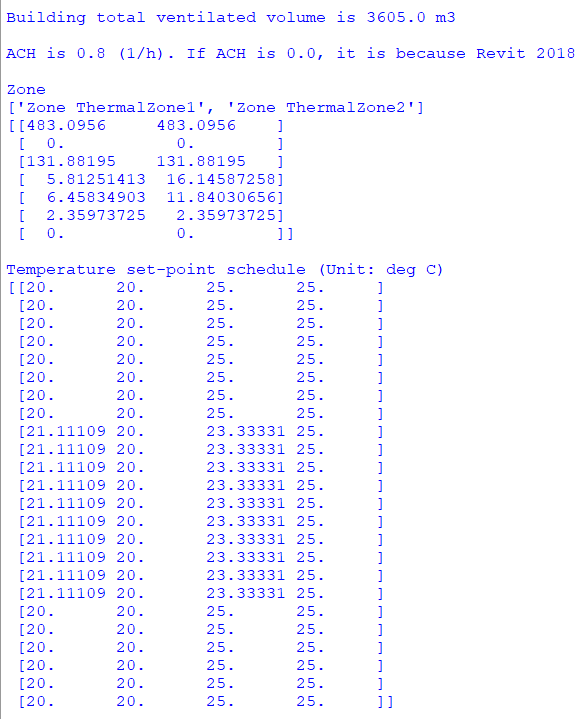 Building total ventilated volume is 3605.0 m3
ACH is 0.8 (1/h). If ACH is 0.0, it is because Revit 2018
Zone
['Zone ThermalZone1', 'Zone ThermalZone2']
[[483.0956     483.0956    ]
 [  0.           0.        ]
 [131.88195    131.88195   ]
 [  5.81251413  16.14587258]
 [  6.45834903  11.84030656]
 [  2.35973725   2.35973725]
 [  0.           0.        ]]
Temperature set-point schedule (Unit: deg C)
[[20.      20.      25.      25.     ]
 [20.      20.      25.      25.     ]
 [20.      20.      25.      25.     ]
 [20.      20.      25.      25.     ]
 [20.      20.      25.      25.     ]
 [20.      20.      25.      25.     ]
 [20.      20.      25.      25.     ]
 [20.      20.      25.      25.     ]
 [21.11109 20.      23.33331 25.     ]
 [21.11109 20.      23.33331 25.     ]
 [21.11109 20.      23.33331 25.     ]
 [21.11109 20.      23.33331 25.     ]
 [21.11109 20.      23.33331 25.     ]
 [21.11109 20.      23.33331 25.     ]
 [21.11109 20.      23.33331 25.     ]
 [21.11109 20.      23.33331 25.     ]
 [21.11109 20.      23.33331 25.     ]
 [21.11109 20.      23.33331 25.     ]
 [20.      20.      25.      25.     ]
 [20.      20.      25.      25.     ]
 [20.      20.      25.      25.     ]
 [20.      20.      25.      25.     ]
 [20.      20.      25.      25.     ]
 [20.      20.      25.      25.     ]]